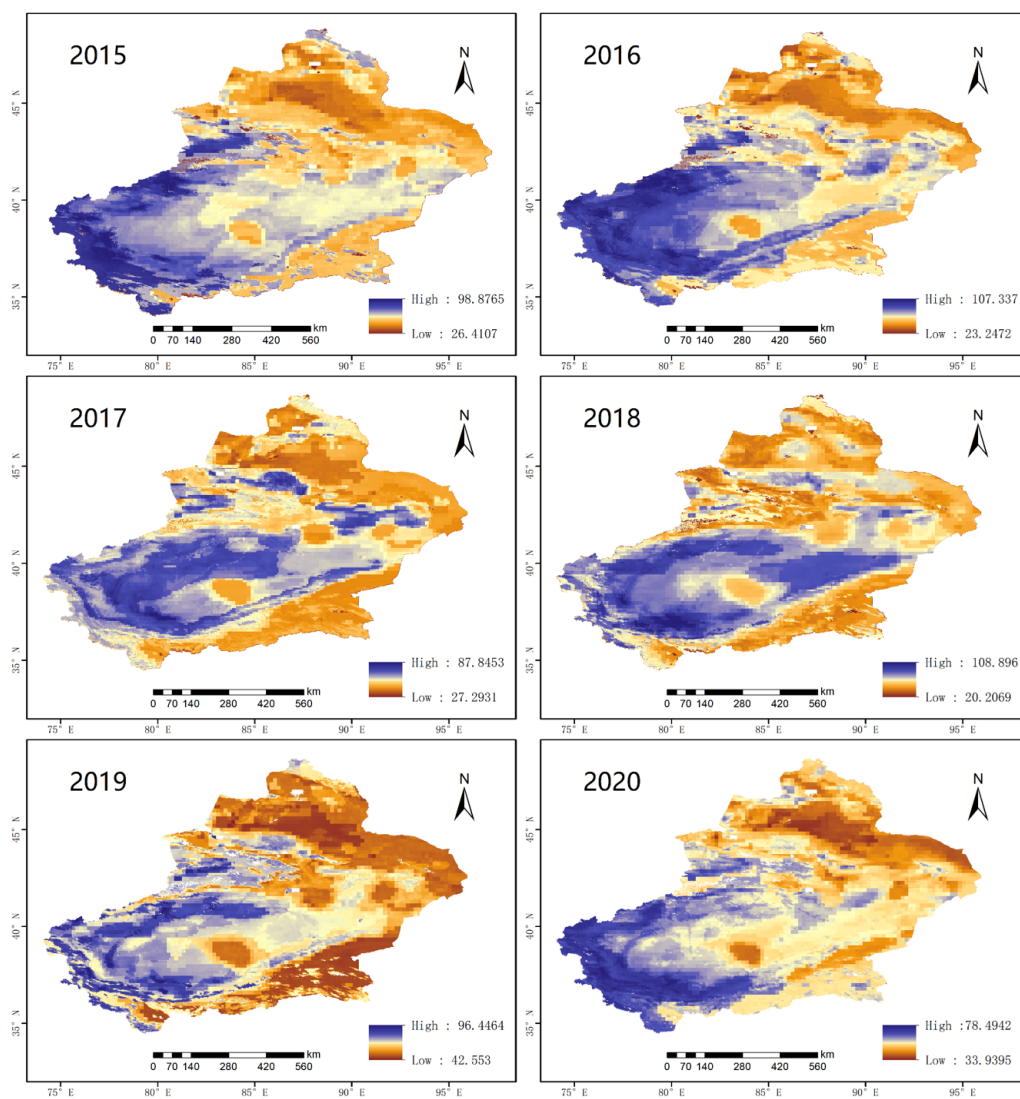 2015
N
45° N
40° N
35° N
High : 98.8765
Low : 26.4107
km
0 70 140 280 420 560
75° E 80° E 85° E 90° E 95° E
2016
N
45° N
40° N
35° N
High : 107.337
Low : 23.2472
km
0 70 140 280 420 560
75° E 80° E 85° E 90° E 95° E
2017
N
45° N
40° N
35° N
High : 87.8453
Low : 27.2931
km
0 70 140 280 420 560
75° E 80° E 85° E 90° E 95° E
2018
N
45° N
40° N
35° N
High : 108.896
Low : 20.2069
km
0 70 140 280 420 560
75° E 80° E 85° E 90° E 95° E
2019
N
45° N
40° N
35° N
High : 96.4464
Low : 42.553
km
0 70 140 280 420 560
75° E 80° E 85° E 90° E 95° E
2020
N
45° N
40° N
35° N
High :78.4942
Low : 33.9395
km
0 70 140 280 420 560
75° E 80° E 85° E 90° E 95° E